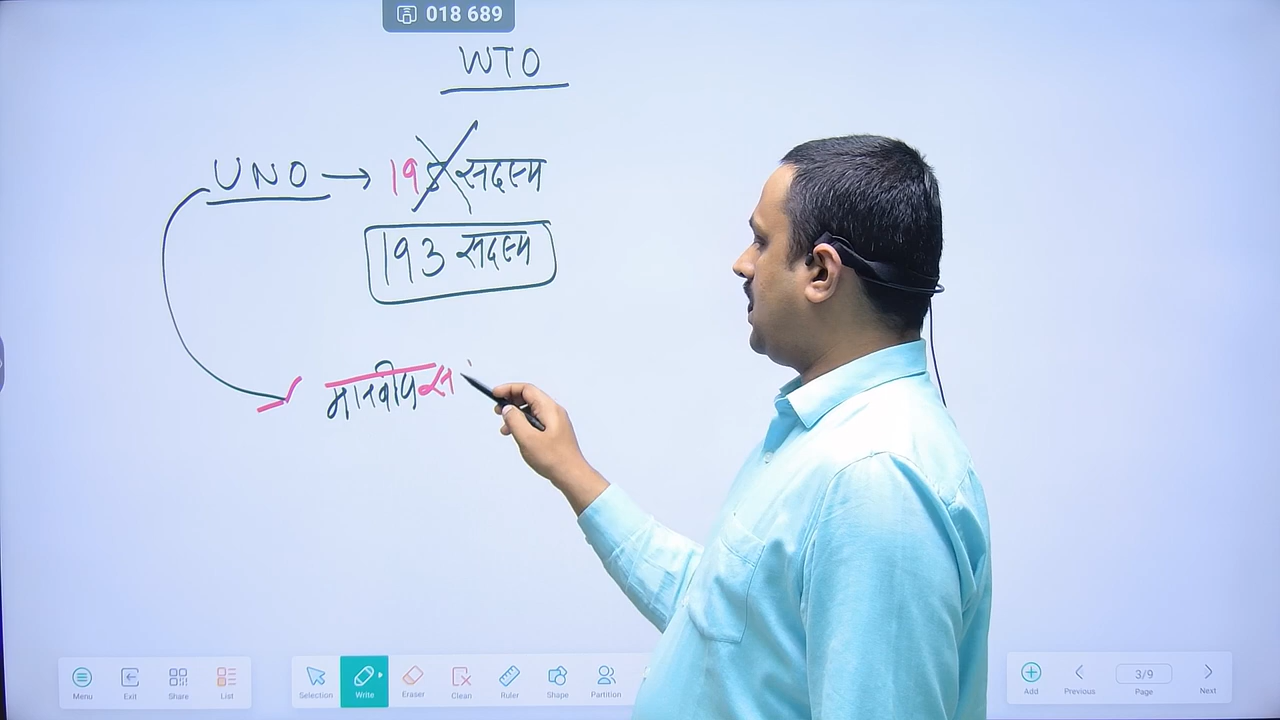 018 689
WTO
UNO → 19 सदस्य
193 सदस्य
मानवीय स
Menu Exit Share List Selection Write Eraser Clean Ruler Shape Partition Add Previous 3/9 Page Next